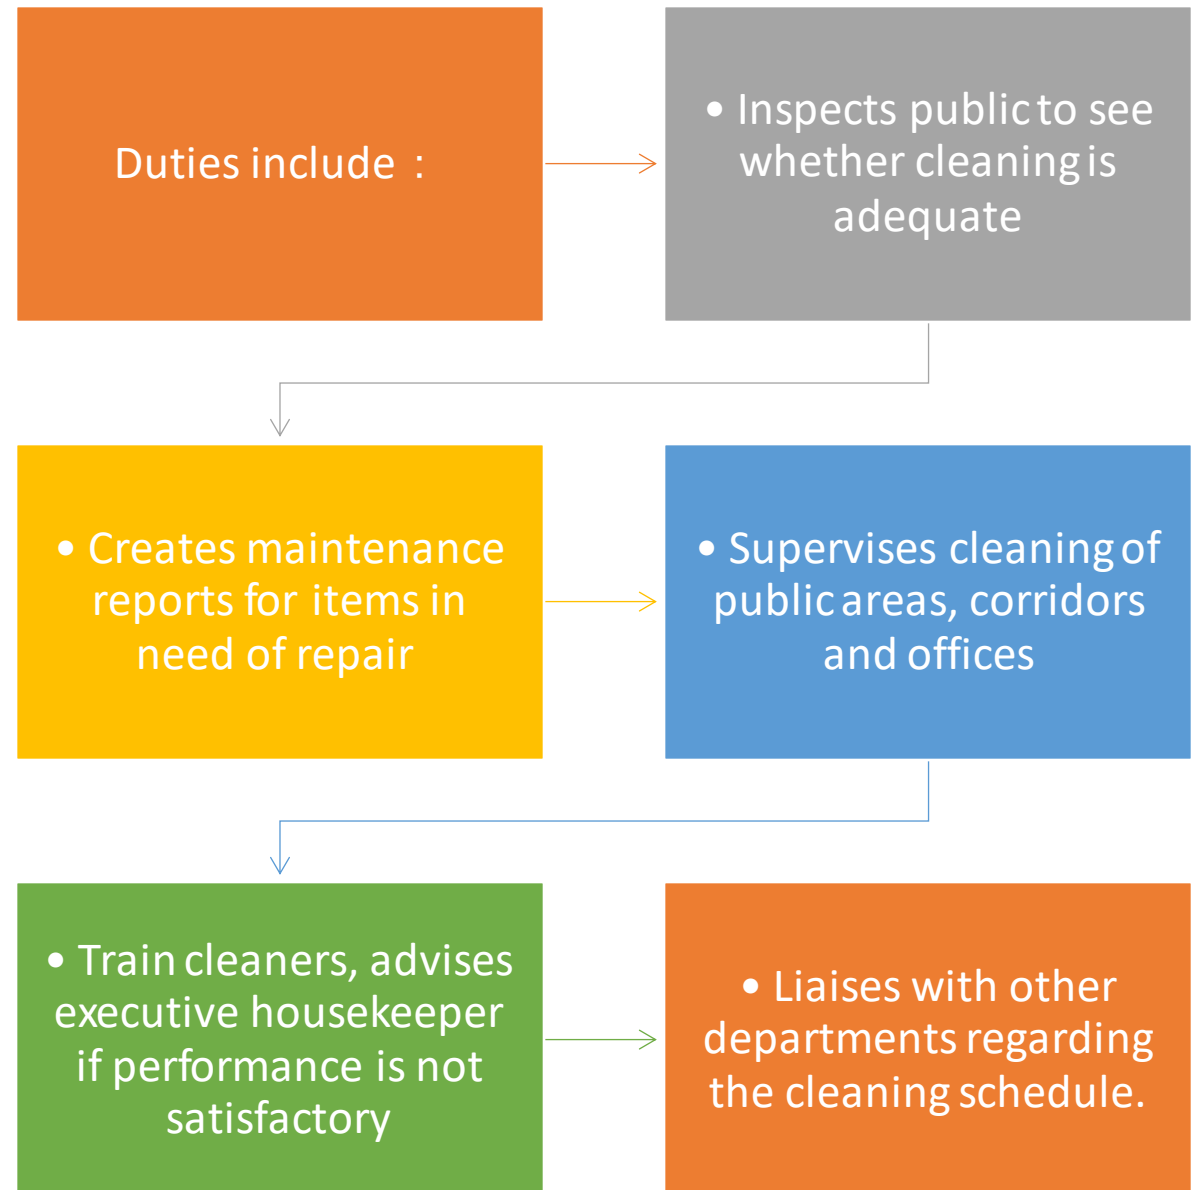 Duties include :
• Inspects public to see
whether cleaning is
adequate
• Creates maintenance
reports for items in
need of repair
• Supervises cleaning of
public areas, corridors
and offices
• Train cleaners, advises
executive housekeeper
if performance is not
satisfactory
• Liaises with other
departments regarding
the cleaning schedule.